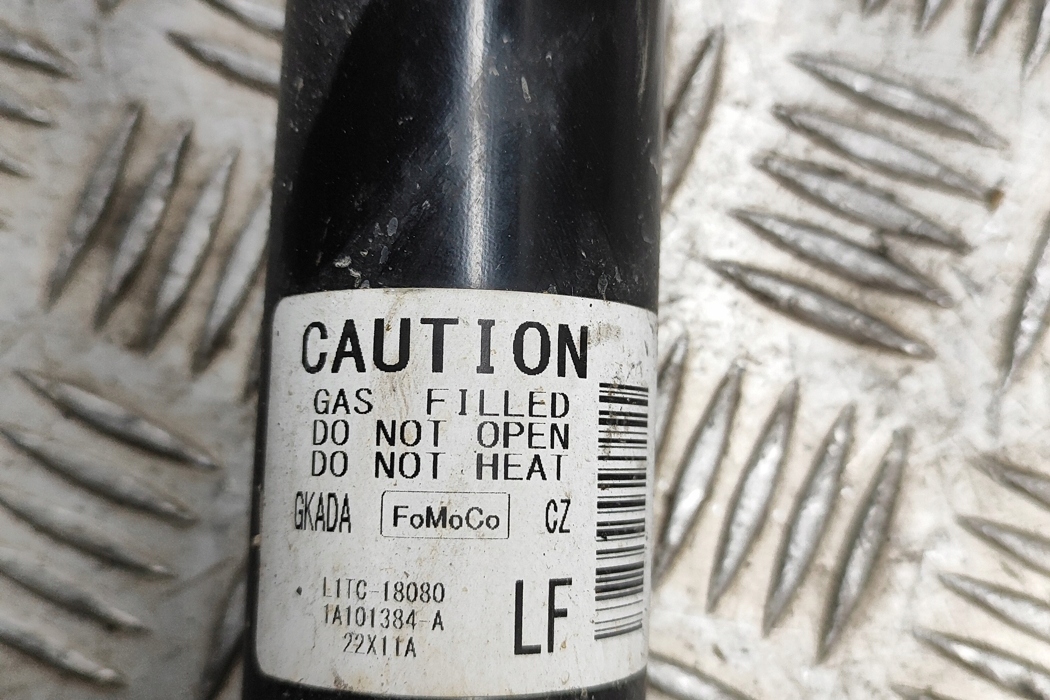 CAUTION
GAS FILLED
DO NOT OPEN
DO NOT HEAT
GKADA FoMoCo CZ
L1TC-18080
1A101384-A
22X11A
LF